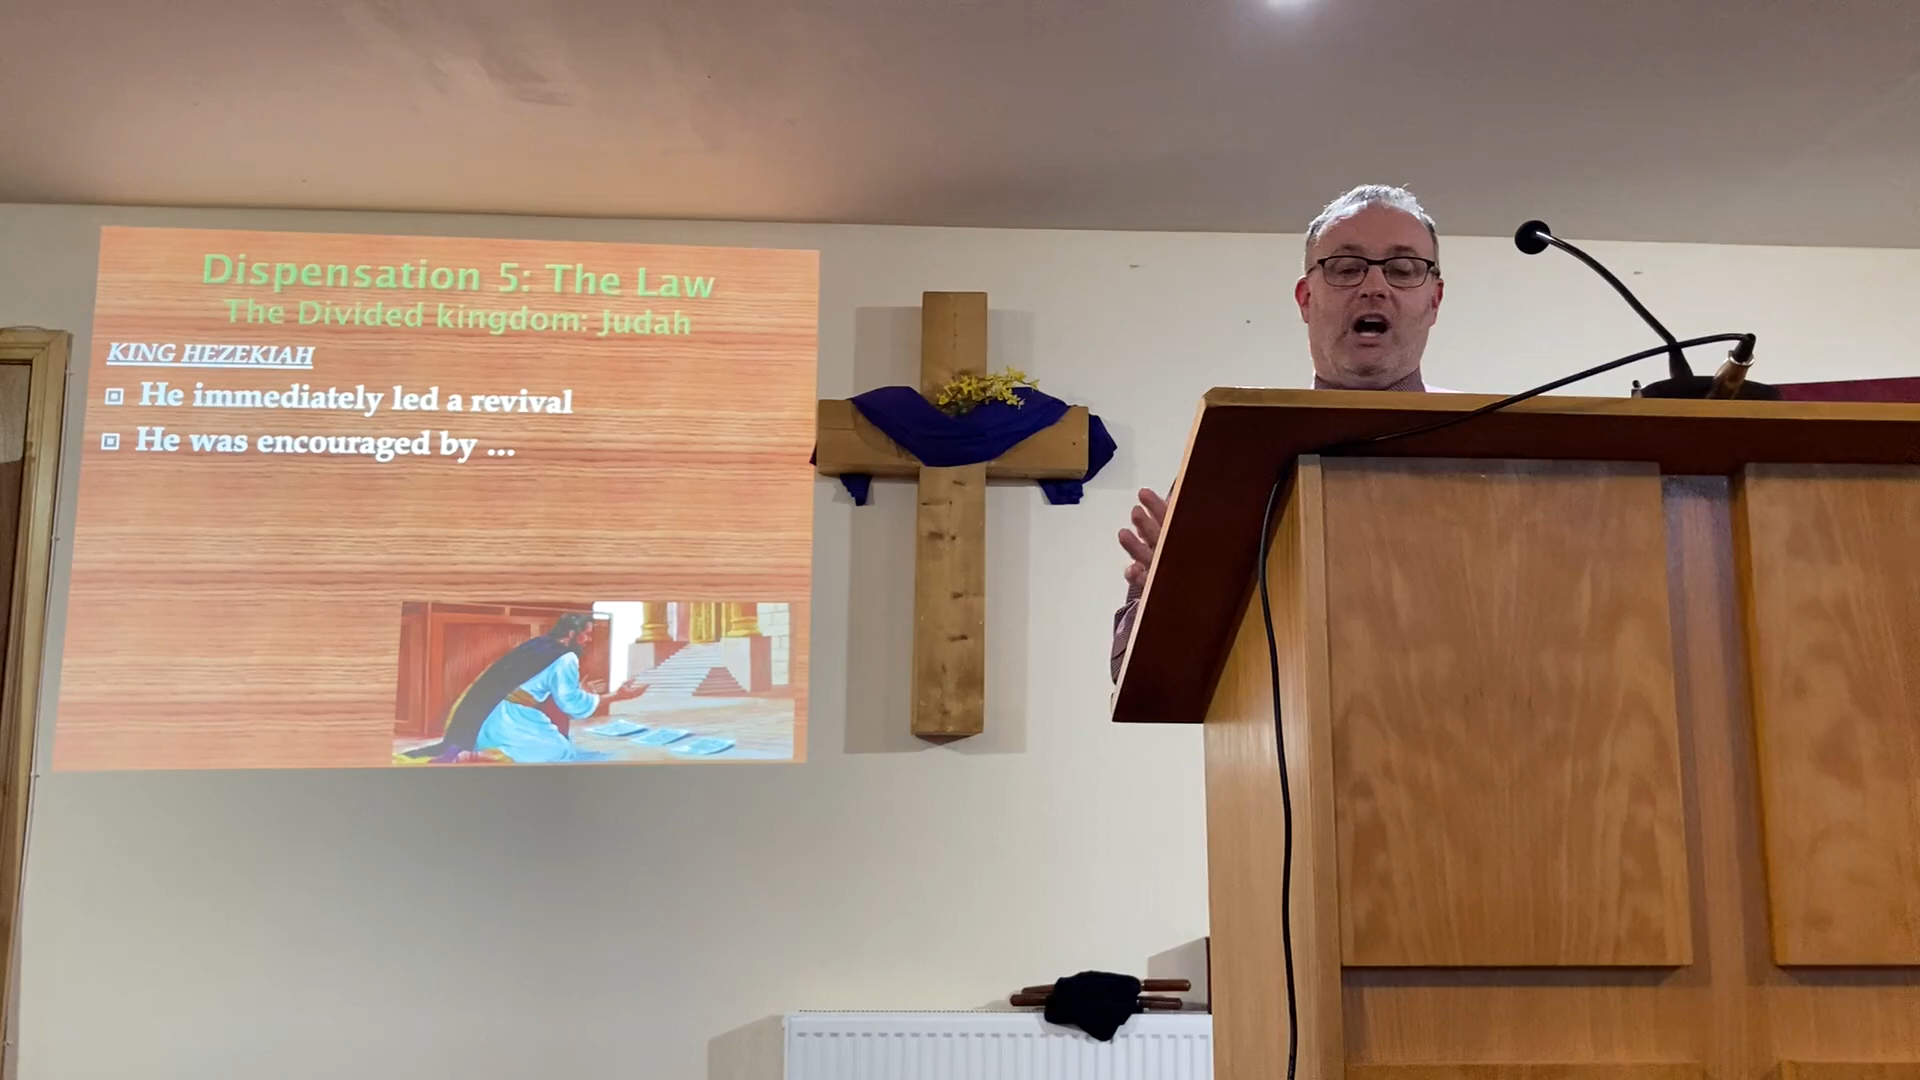 Dispensation 5: The Law
The Divided kingdom: Judah
KING HEZEKIAH
He immediately led a revival
He was encouraged by ...